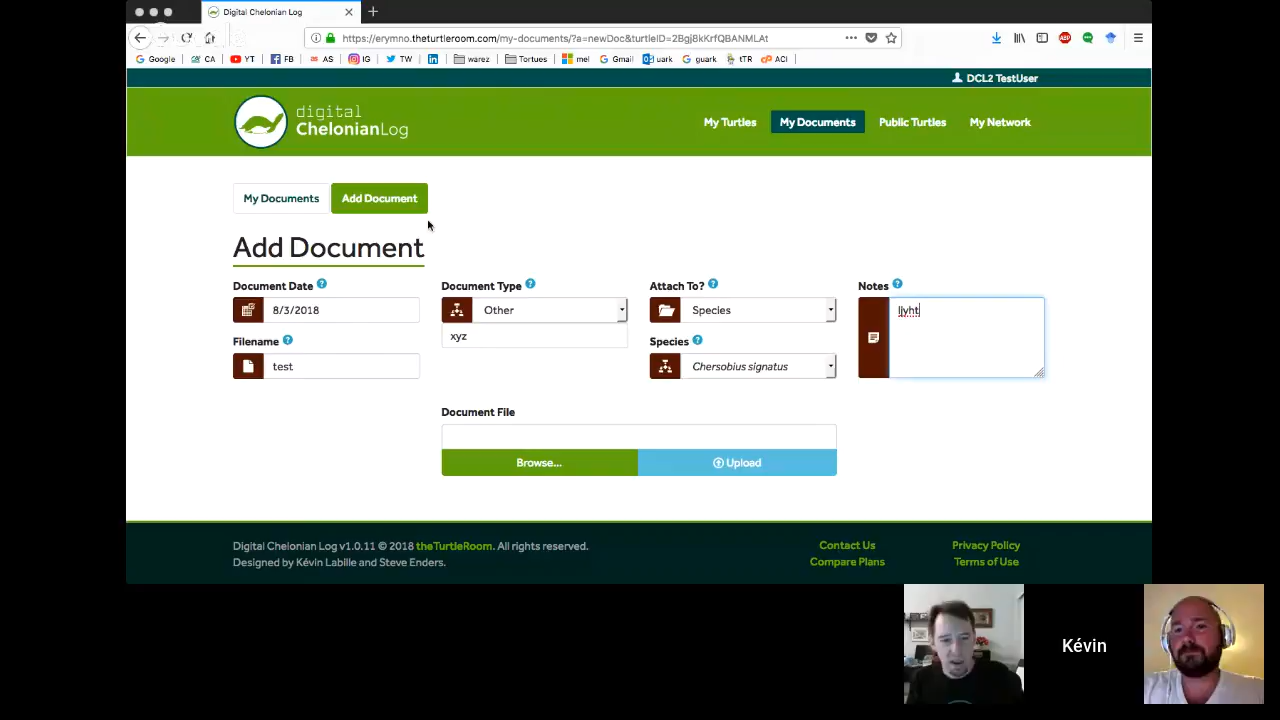 Digital Chelonian Log
https://erymno.theturtleroom.com/my-documents/?a=newDoc&turtleID=2Bgj8kKrfQBANMLAt
Google CA YT FB AS IG TW warez Tortues me! Gmail uark guark tTR ACI
DCL2 TestUser
digital
ChelonianLog
My Turtles My Documents Public Turtles My Network
My Documents Add Document
Add Document
Document Date Document Type Attach To? Notes
8/3/2018 Other Species ljyht
xyz
Filename Species
test Chersobius signatus
Document File
Browse... Upload
Digital Chelonian Log v1.0.11 © 2018 theTurtleRoom. All rights reserved. Contact Us Privacy Policy
Designed by Kévin Labille and Steve Enders. Compare Plans Terms of Use
Kévin